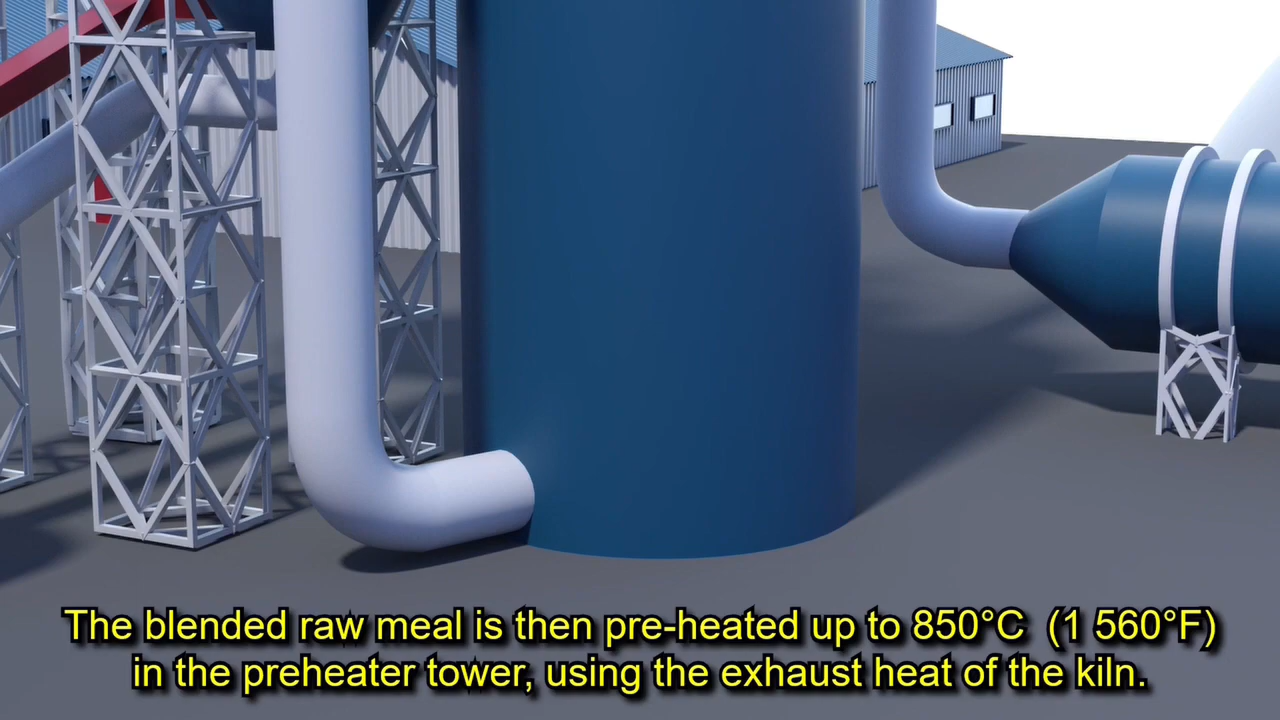 The blended raw meal is then pre-heated up to 850°C  (1 560°F)
in the preheater tower, using the exhaust heat of the kiln.